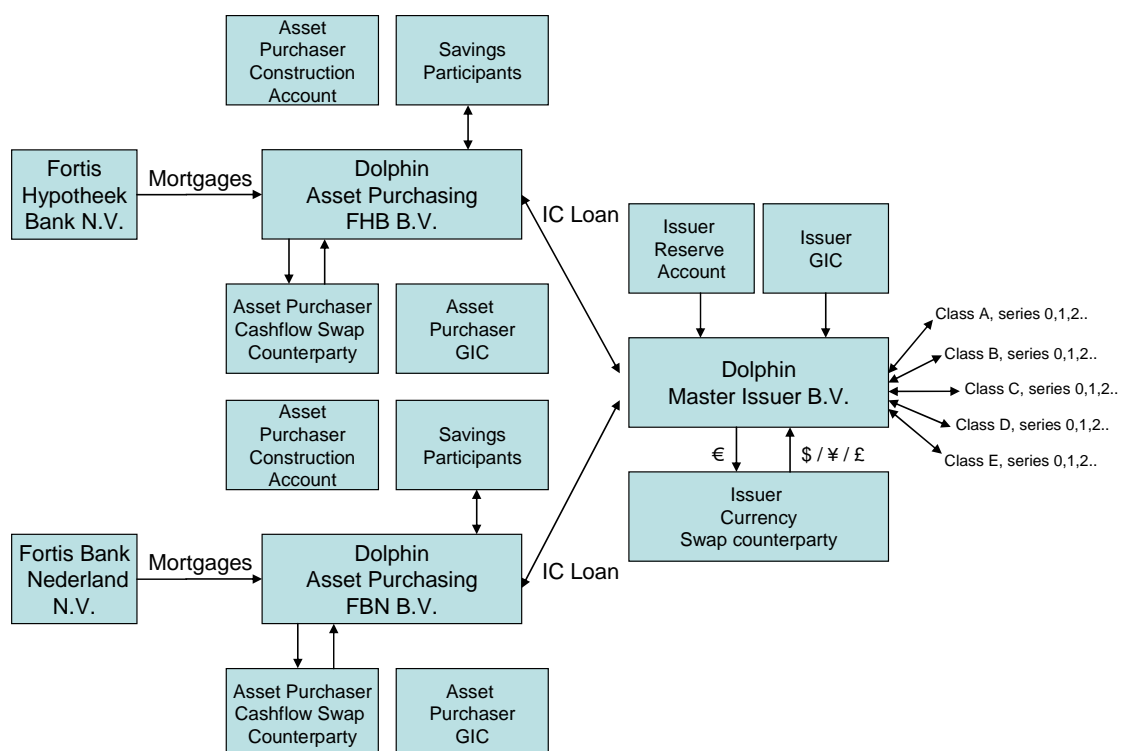 Asset
Purchaser
Construction
Account
Savings
Participants
Fortis
Hypotheek
Bank N.V.
Mortgages
Dolphin
Asset Purchasing
FHB B.V.
IC Loan
Issuer
Reserve
Account
Issuer
GIC
Asset Purchaser
Cashflow Swap
Counterparty
Asset
Purchaser
GIC
Dolphin
Master Issuer B.V.
Class A, series 0,1,2..
Class B, series 0,1,2..
Class C, series 0,1,2..
Class D, series 0,1,2..
Class E, series 0,1,2..
Asset
Purchaser
Construction
Account
Savings
Participants
€
$ / ¥ / £
Issuer
Currency
Swap counterparty
Fortis Bank
Nederland
N.V.
Mortgages
Dolphin
Asset Purchasing
FBN B.V.
IC Loan
Asset Purchaser
Cashflow Swap
Counterparty
Asset
Purchaser
GIC